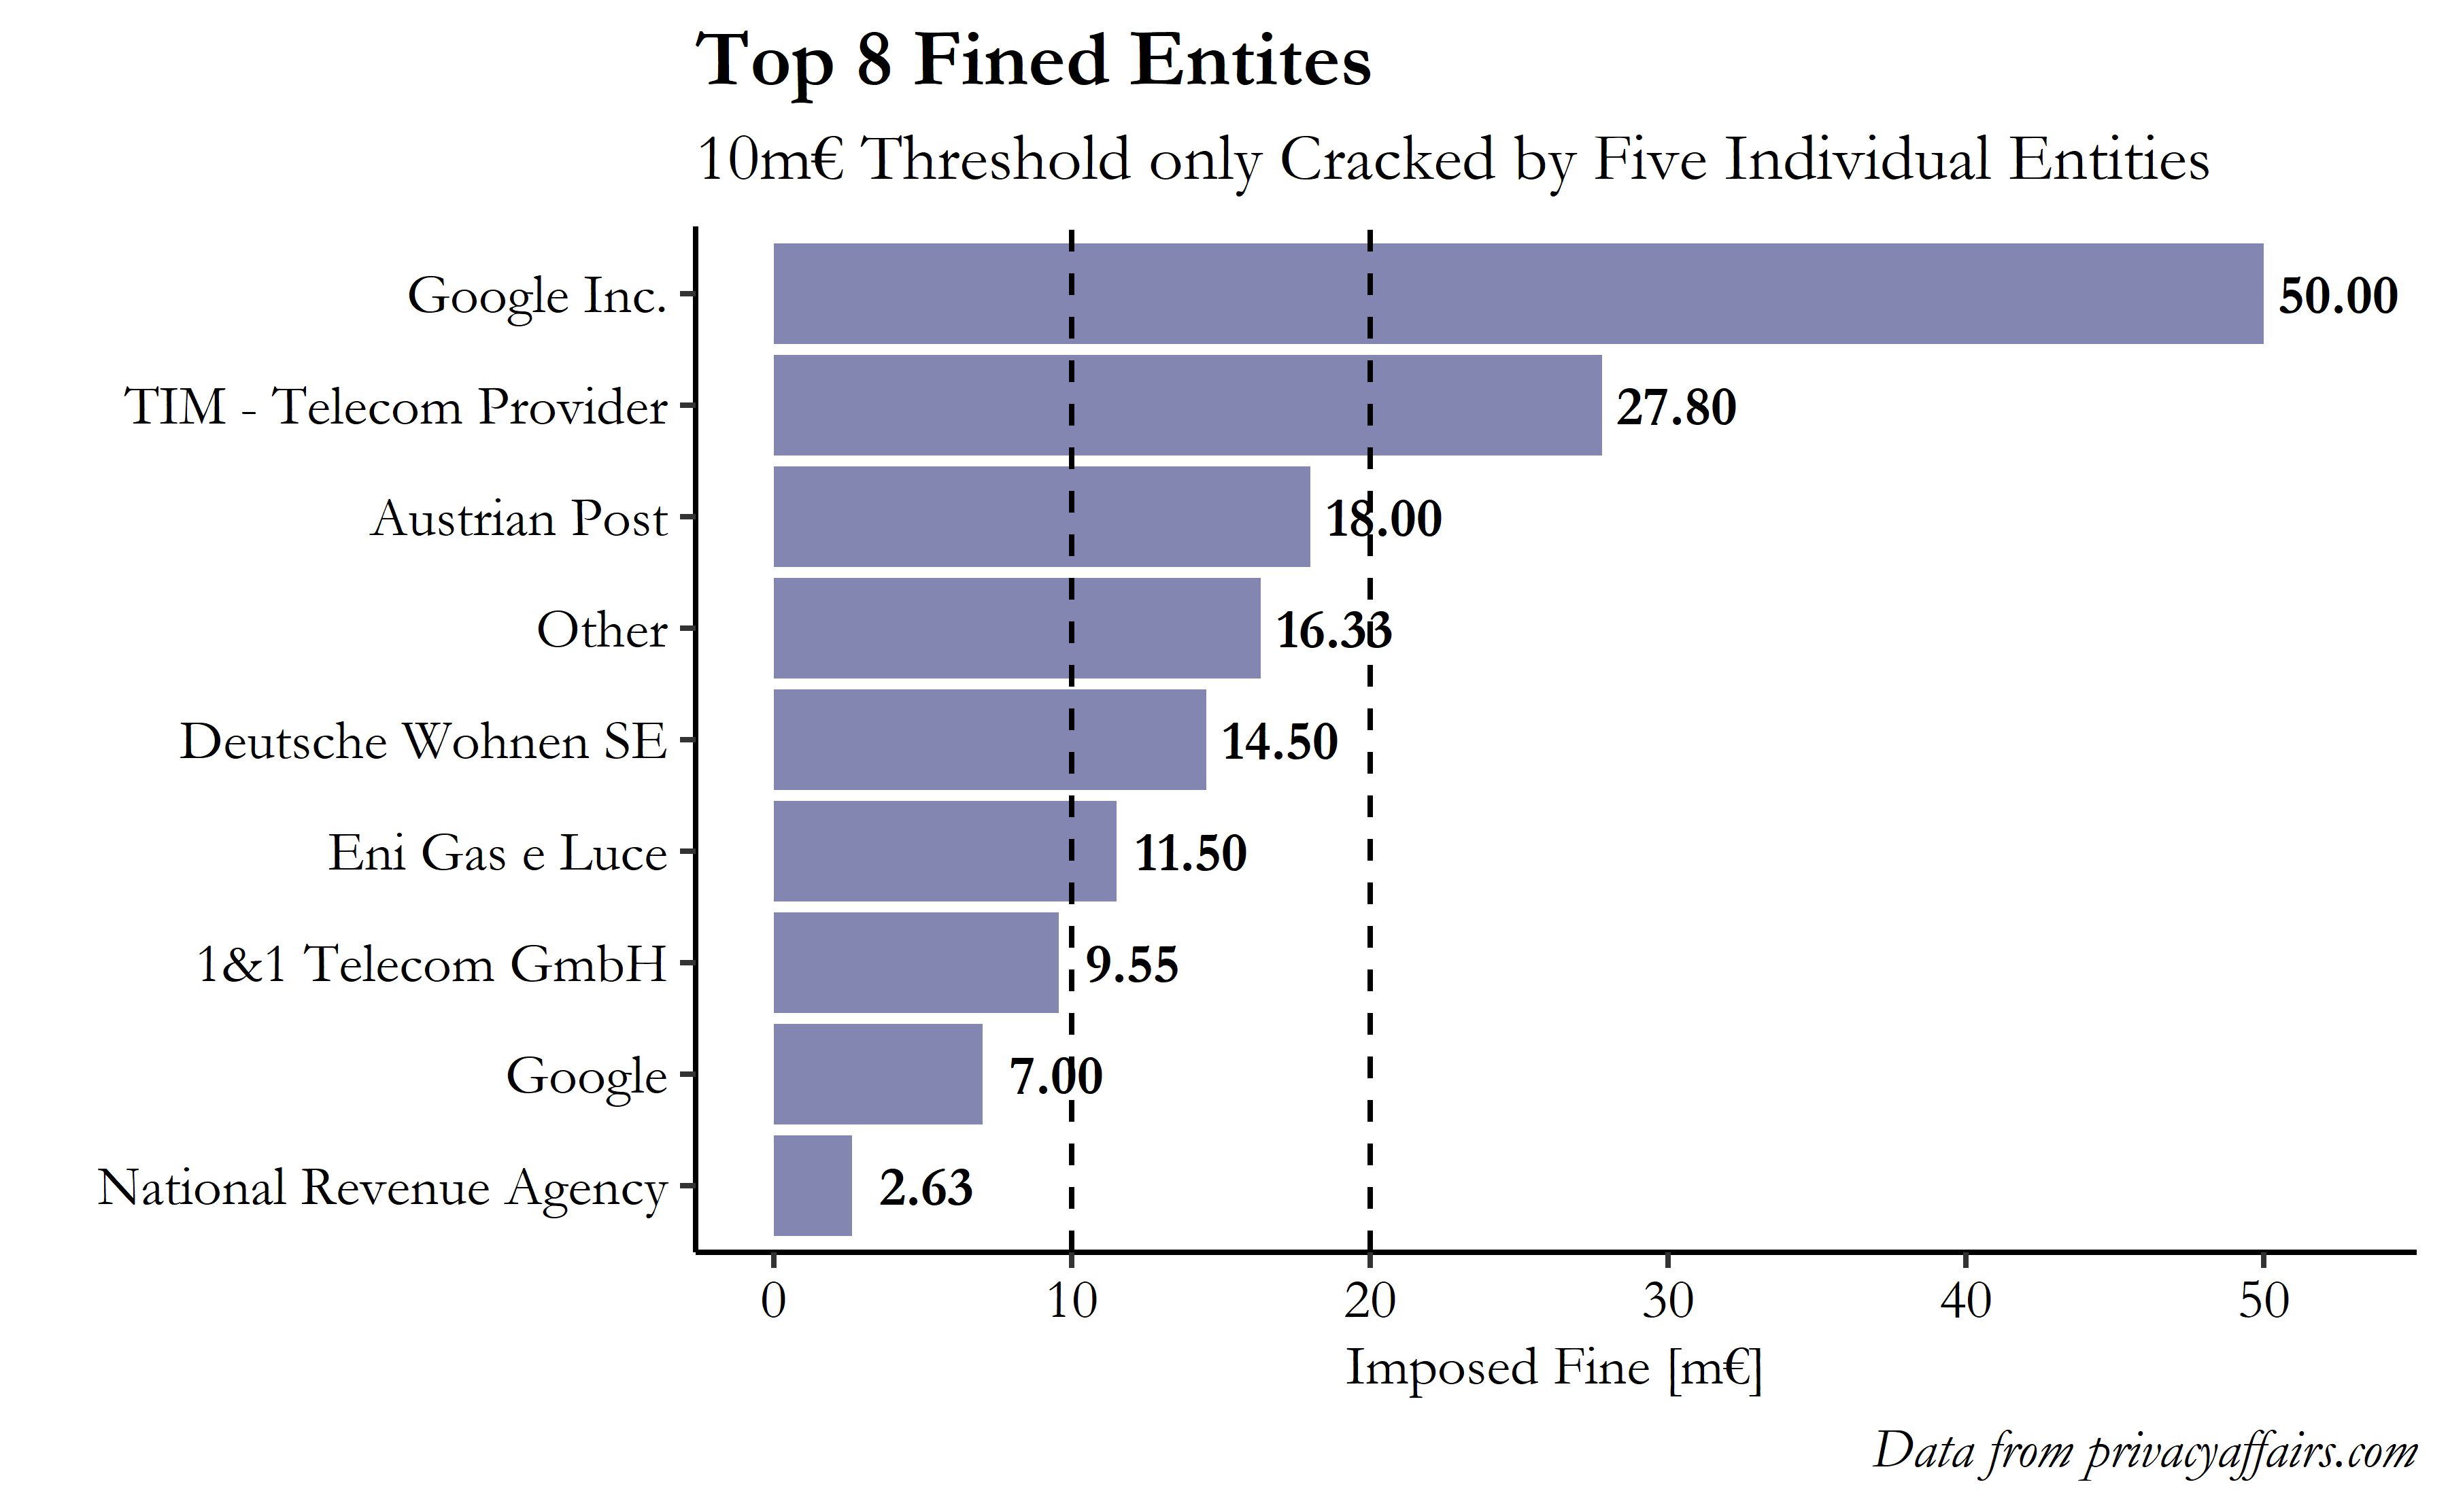 Top 8 Fined Entites
10m€ Threshold only Cracked by Five Individual Entities
Google Inc.
50.00
TIM - Telecom Provider
27.80
Austrian Post
18.00
Other
16.33
Deutsche Wohnen SE
14.50
Eni Gas e Luce
11.50
1&1 Telecom GmbH
9.55
Google
7.00
National Revenue Agency
2.63
0 10 20 30 40 50
Imposed Fine [m€]
Data from privacyaffairs.com